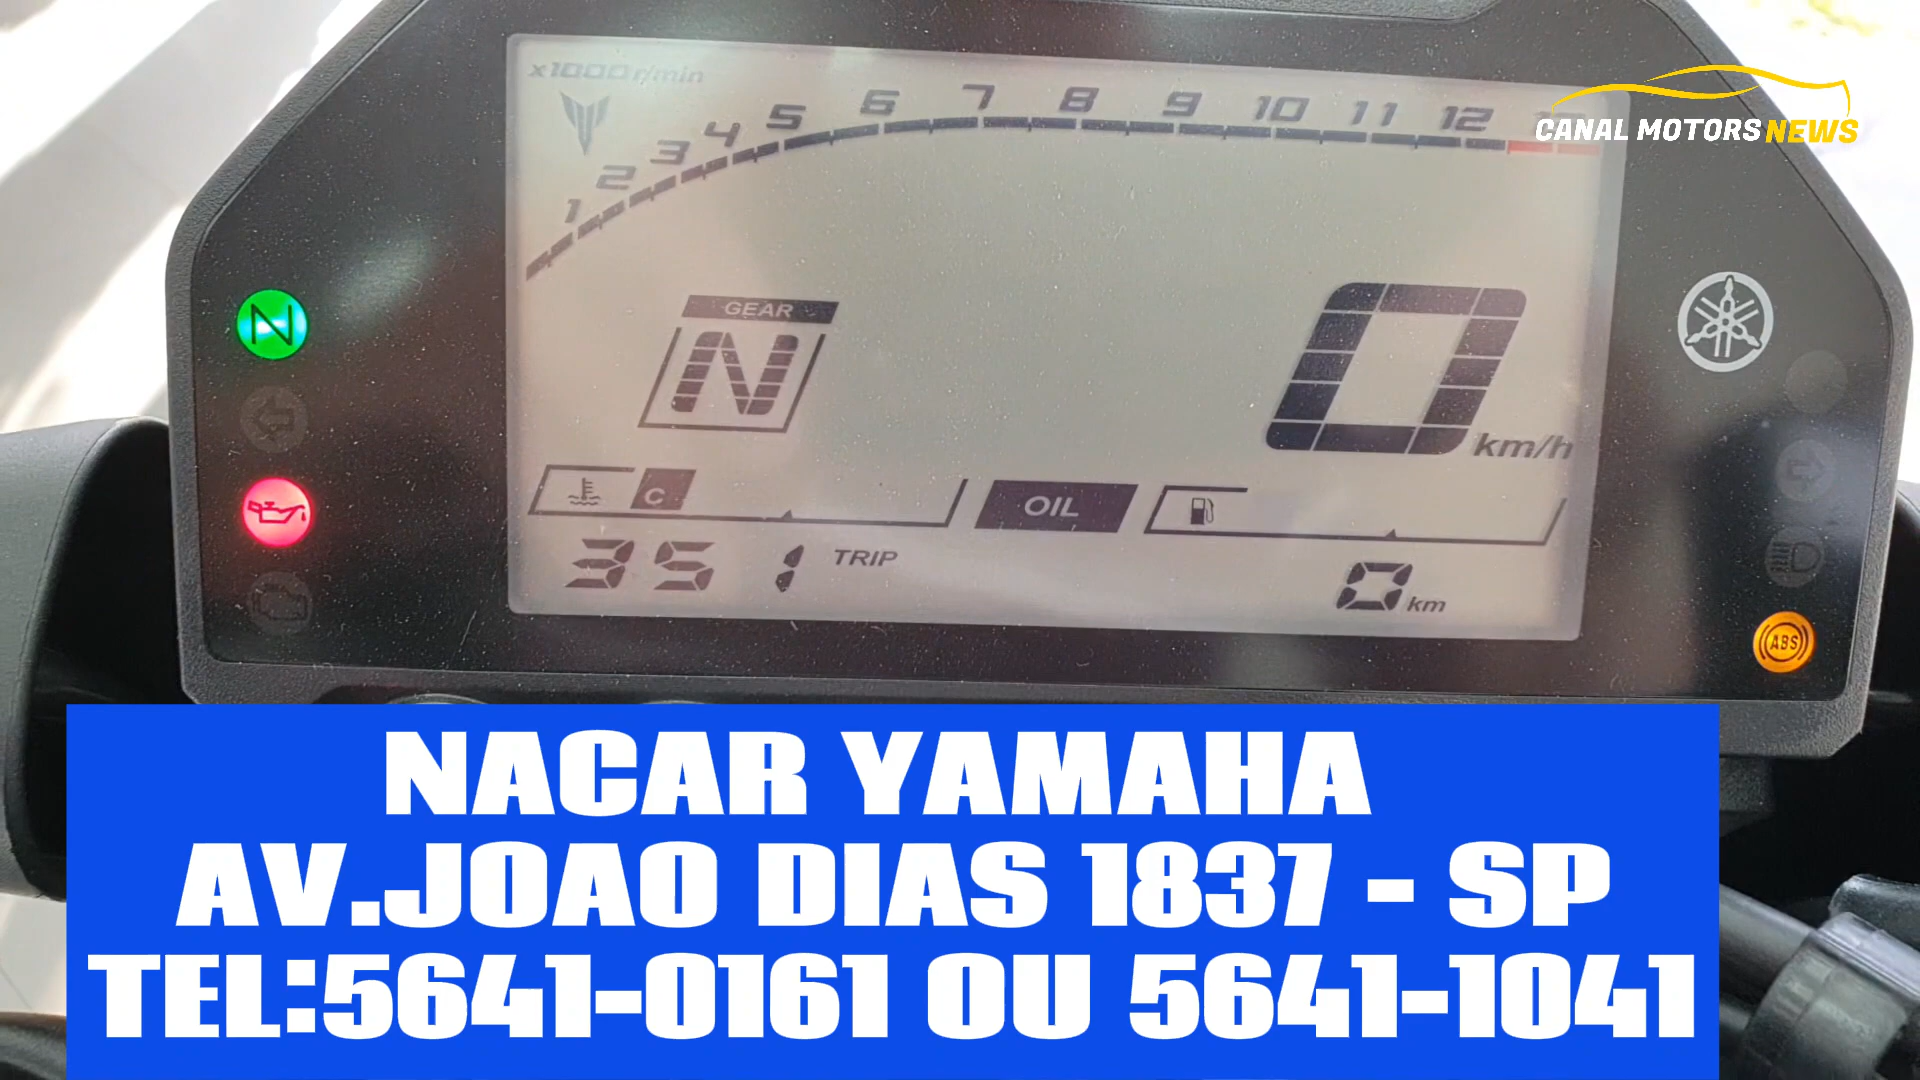 x1000r/min
1 2 3 4 5 6 7 8 9 10 11 12
CANAL MOTORS NEWS
N
GEAR
N
0 km/h
C
OIL
35 1 TRIP
0 km
ABS
NACAR YAMAHA
AV.JOAO DIAS 1837 - SP
TEL:5641-0161 OU 5641-1041